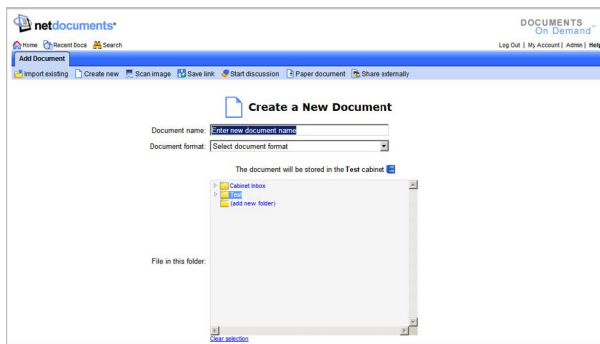 netdocuments
DOCUMENTS
On Demand
Home Recent Docs Search
Log Out | My Account | Admin | Help
Add Document
Import existing Create new Scan image Save link Start discussion Paper document Share externally
Create a New Document
Document name: Enter new document name
Document format: Select document format
The document will be stored in the Test cabinet
Cabinet Inbox
Test
(add new folder)
File in this folder:
Clear selection